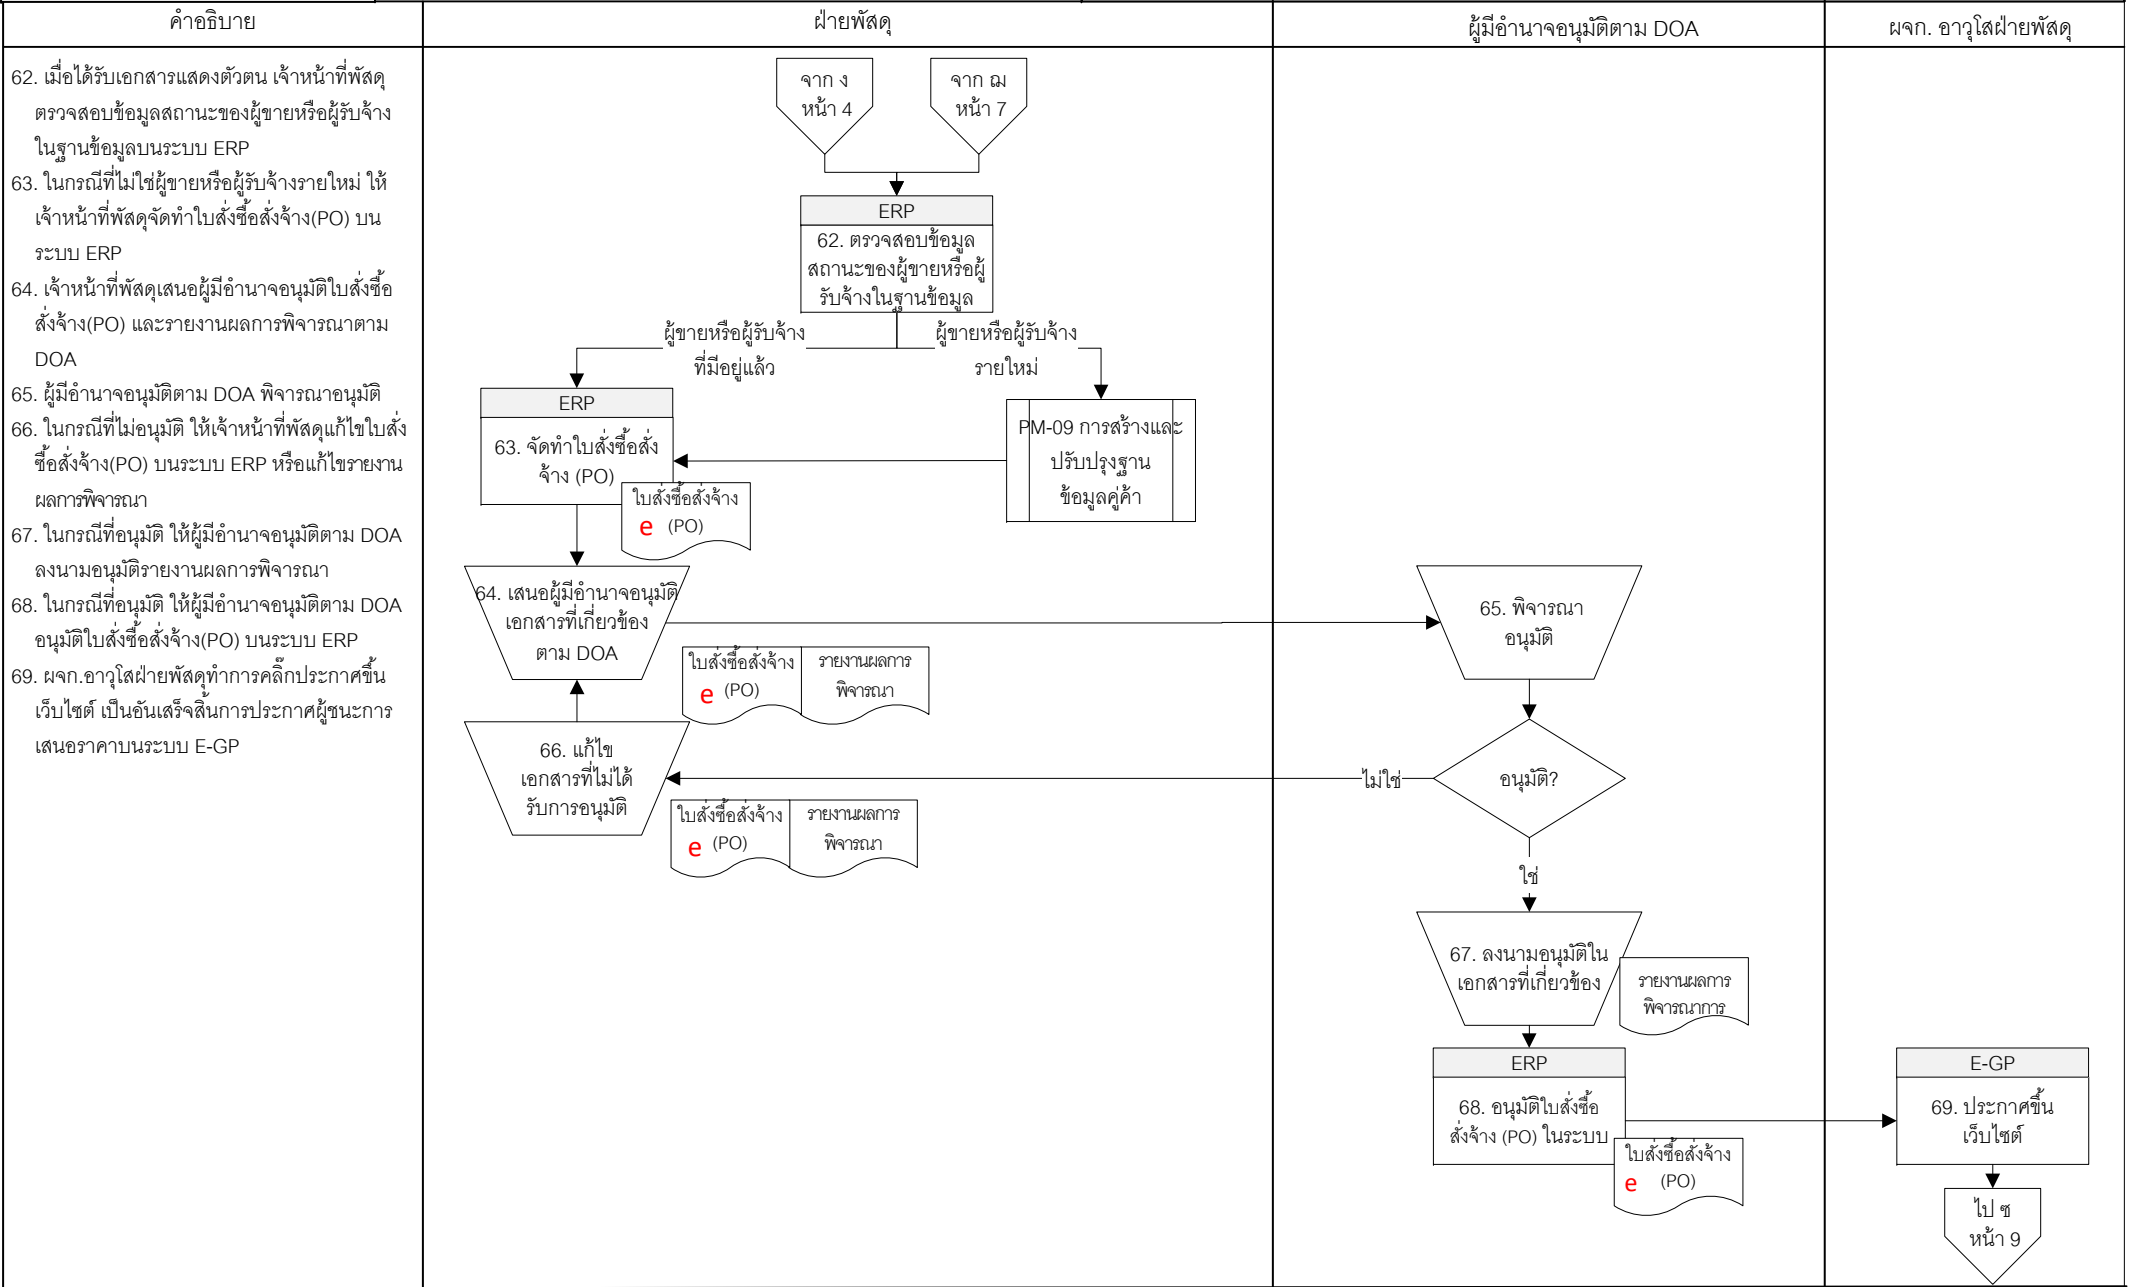 คำอธิบาย
ฝ่ายพัสดุ
ผู้มีอำนาจอนุมัติตาม DOA
ผจก. อาวุโสฝ่ายพัสดุ
62. เมื่อได้รับเอกสารแสดงตัวตน เจ้าหน้าที่พัสดุ
ตรวจสอบข้อมูลสถานะของผู้ขายหรือผู้รับจ้าง
ในฐานข้อมูลบนระบบ ERP
63. ในกรณีที่ไม่ใช่ผู้ขายหรือผู้รับจ้างรายใหม่ ให้
เจ้าหน้าที่พัสดุจัดทำใบสั่งซื้อสั่งจ้าง(PO) บน
ระบบ ERP
64. เจ้าหน้าที่พัสดุเสนอผู้มีอำนาจอนุมัติใบสั่งซื้อ
สั่งจ้าง(PO) และรายงานผลการพิจารณาตาม
DOA
65. ผู้มีอำนาจอนุมัติตาม DOA พิจารณาอนุมัติ
66. ในกรณีที่ไม่อนุมัติ ให้เจ้าหน้าที่พัสดุแก้ไขใบสั่ง
ซื้อสั่งจ้าง(PO) บนระบบ ERP หรือแก้ไขรายงาน
ผลการพิจารณา
67. ในกรณีที่อนุมัติ ให้ผู้มีอำนาจอนุมัติตาม DOA
ลงนามอนุมัติรายงานผลการพิจารณา
68. ในกรณีที่อนุมัติ ให้ผู้มีอำนาจอนุมัติตาม DOA
อนุมัติใบสั่งซื้อสั่งจ้าง(PO) บนระบบ ERP
69. ผจก.อาวุโสฝ่ายพัสดุทำการคลิ๊กประกาศขึ้น
เว็บไซต์ เป็นอันเสร็จสิ้นการประกาศผู้ชนะการ
เสนอราคาบนระบบ E-GP
จาก ง
หน้า 4
จาก ฌ
หน้า 7
ERP
62. ตรวจสอบข้อมูล
สถานะของผู้ขายหรือผู้
รับจ้างในฐานข้อมูล
ผู้ขายหรือผู้รับจ้าง
ที่มีอยู่แล้ว
ผู้ขายหรือผู้รับจ้าง
รายใหม่
ERP
63. จัดทำใบสั่งซื้อสั่ง
จ้าง (PO)
ใบสั่งซื้อสั่งจ้าง
e (PO)
PM-09 การสร้างและ
ปรับปรุงฐาน
ข้อมูลคู่ค้า
64. เสนอผู้มีอำนาจอนุมัติ
เอกสารที่เกี่ยวข้อง
ตาม DOA
ใบสั่งซื้อสั่งจ้าง
e (PO)
รายงานผลการ
พิจารณา
65. พิจารณา
อนุมัติ
66. แก้ไข
เอกสารที่ไม่ได้
รับการอนุมัติ
ใบสั่งซื้อสั่งจ้าง
e (PO)
รายงานผลการ
พิจารณา
ไม่ใช่
อนุมัติ?
ใช่
67. ลงนามอนุมัติใน
เอกสารที่เกี่ยวข้อง
รายงานผลการ
พิจารณาการ
ERP
68. อนุมัติใบสั่งซื้อ
สั่งจ้าง (PO) ในระบบ
ใบสั่งซื้อสั่งจ้าง
e (PO)
E-GP
69. ประกาศขึ้น
เว็บไซต์
ไป ซ
หน้า 9